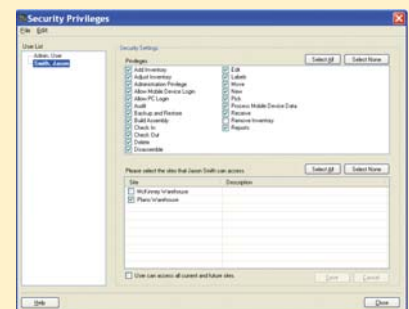 Security Privileges
File Edit
User List
Admin, User
Smith, Jason
Security Settings
Privileges
Select All Select None
Add Inventory
Adjust Inventory
Administration Privilege
Allow Mobile Device Login
Allow PC Login
Audit
Backup and Restore
Build Assembly
Check In
Check Out
Delete
Disassemble
Edit
Labels
Move
New
Pick
Process Mobile Device Data
Receive
Remove Inventory
Reports
Please select the sites that Jason Smith can access
Select All Select None
Site Description
McKinney Warehouse
Plano Warehouse
User can access all current and future sites.
Save Cancel
Help Close